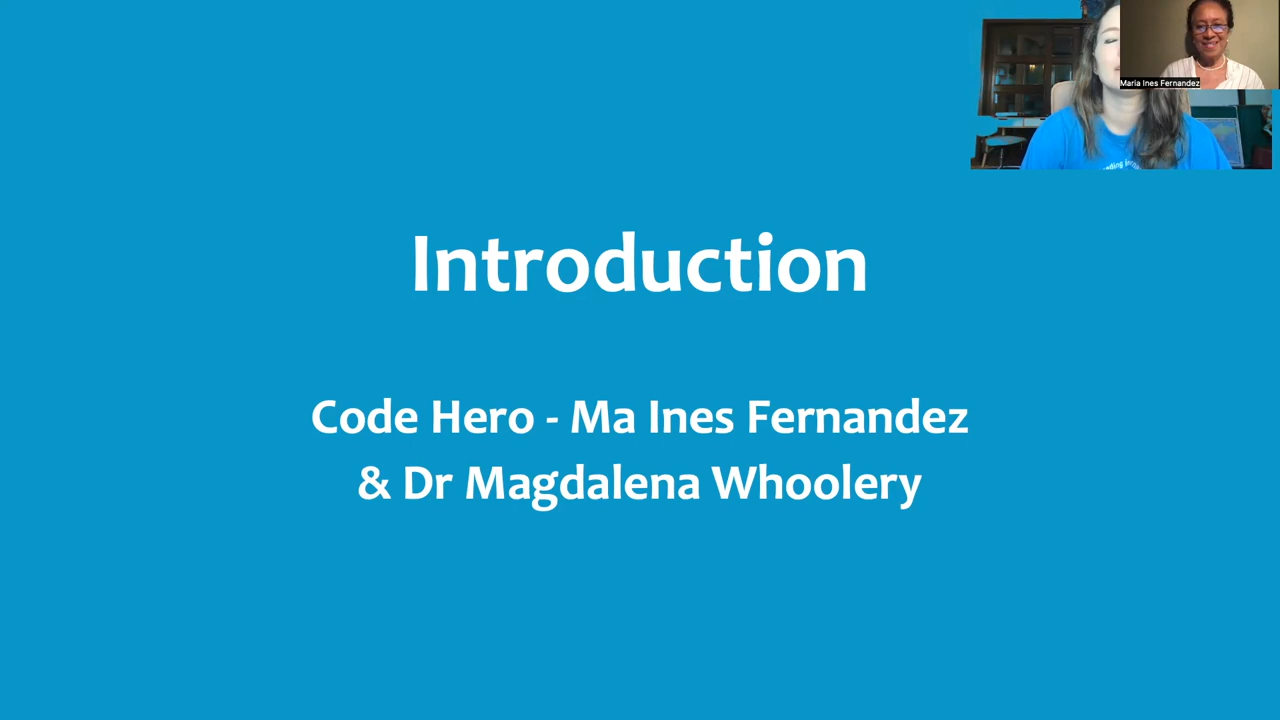 Maria Ines Fernandez
Introduction
Code Hero - Ma Ines Fernandez
& Dr Magdalena Whoolery